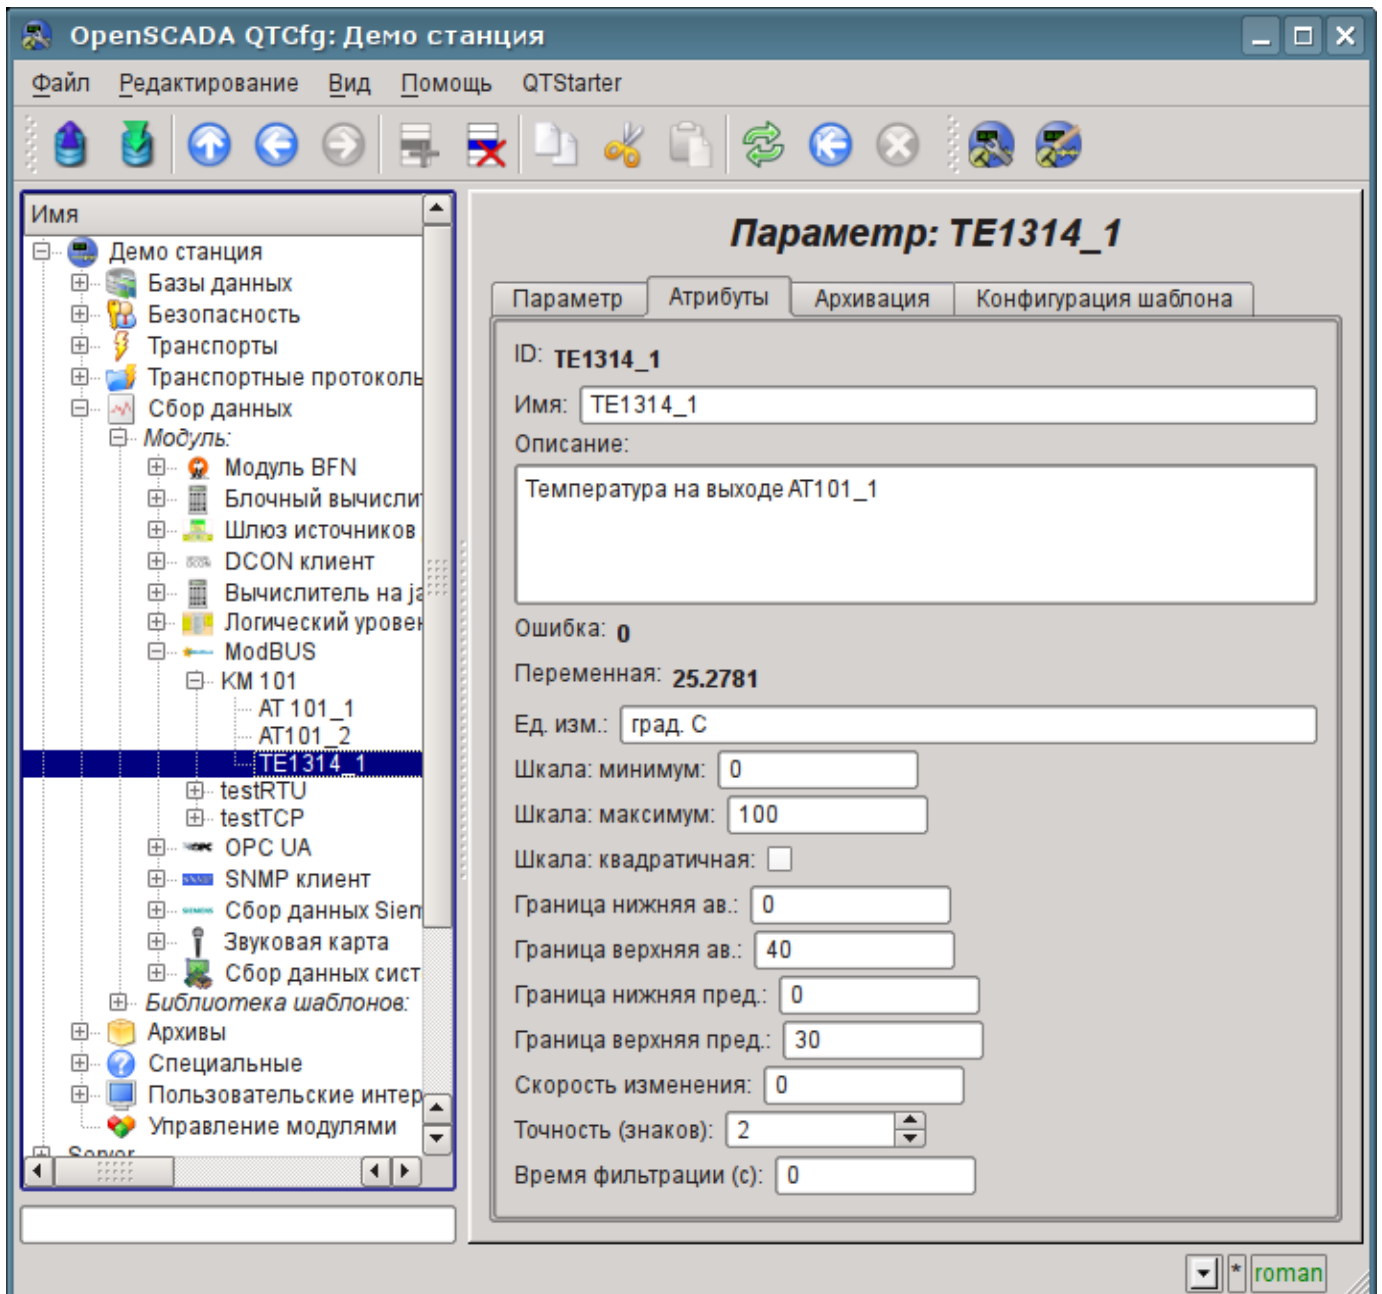 OpenSCADA QTCfg: Демо станция
Файл Редактирование Вид Помощь QTStarter
Имя
Демо станция
Базы данных
Безопасность
Транспорты
Транспортные протоколы
Сбор данных
Модуль:
Модуль BFN
Блочный вычислит
Шлюз источников
DCON клиент
Вычислитель на ja
Логический уровен
ModBUS
КМ 101
AT 101_1
AT101_2
TE1314_1
testRTU
testTCP
OPC UA
SNMP клиент
Сбор данных Siem
Звуковая карта
Сбор данных сист
Библиотека шаблонов:
Архивы
Специальные
Пользовательские интер
Управление модулями
Server
Параметр: TE1314_1
Параметр Атрибуты Архивация Конфигурация шаблона
ID: TE1314_1
Имя: TE1314_1
Описание:
Температура на выходе AT101_1
Ошибка: 0
Переменная: 25.2781
Ед. изм.: град. С
Шкала: минимум: 0
Шкала: максимум: 100
Шкала: квадратичная:
Граница нижняя ав.: 0
Граница верхняя ав.: 40
Граница нижняя пред.: 0
Граница верхняя пред.: 30
Скорость изменения: 0
Точность (знаков): 2
Время фильтрации (с): 0
* roman